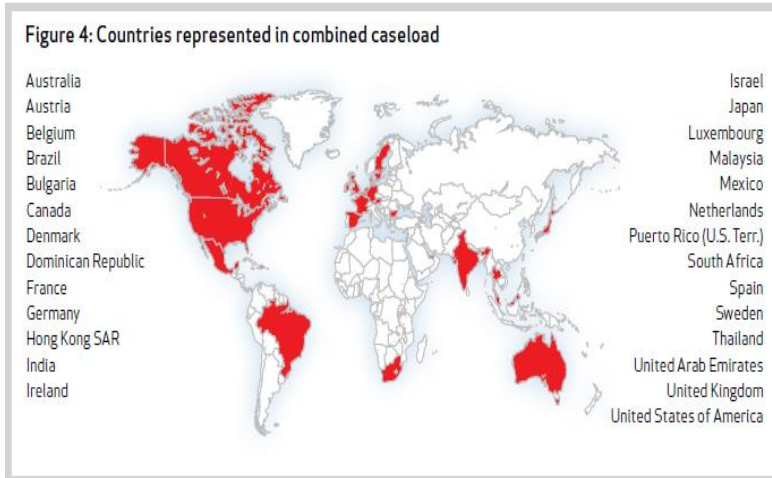 Figure 4: Countries represented in combined caseload
Australia
Austria
Belgium
Brazil
Bulgaria
Canada
Denmark
Dominican Republic
France
Germany
Hong Kong SAR
India
Ireland
Israel
Japan
Luxembourg
Malaysia
Mexico
Netherlands
Puerto Rico (U.S. Terr.)
South Africa
Spain
Sweden
Thailand
United Arab Emirates
United Kingdom
United States of America